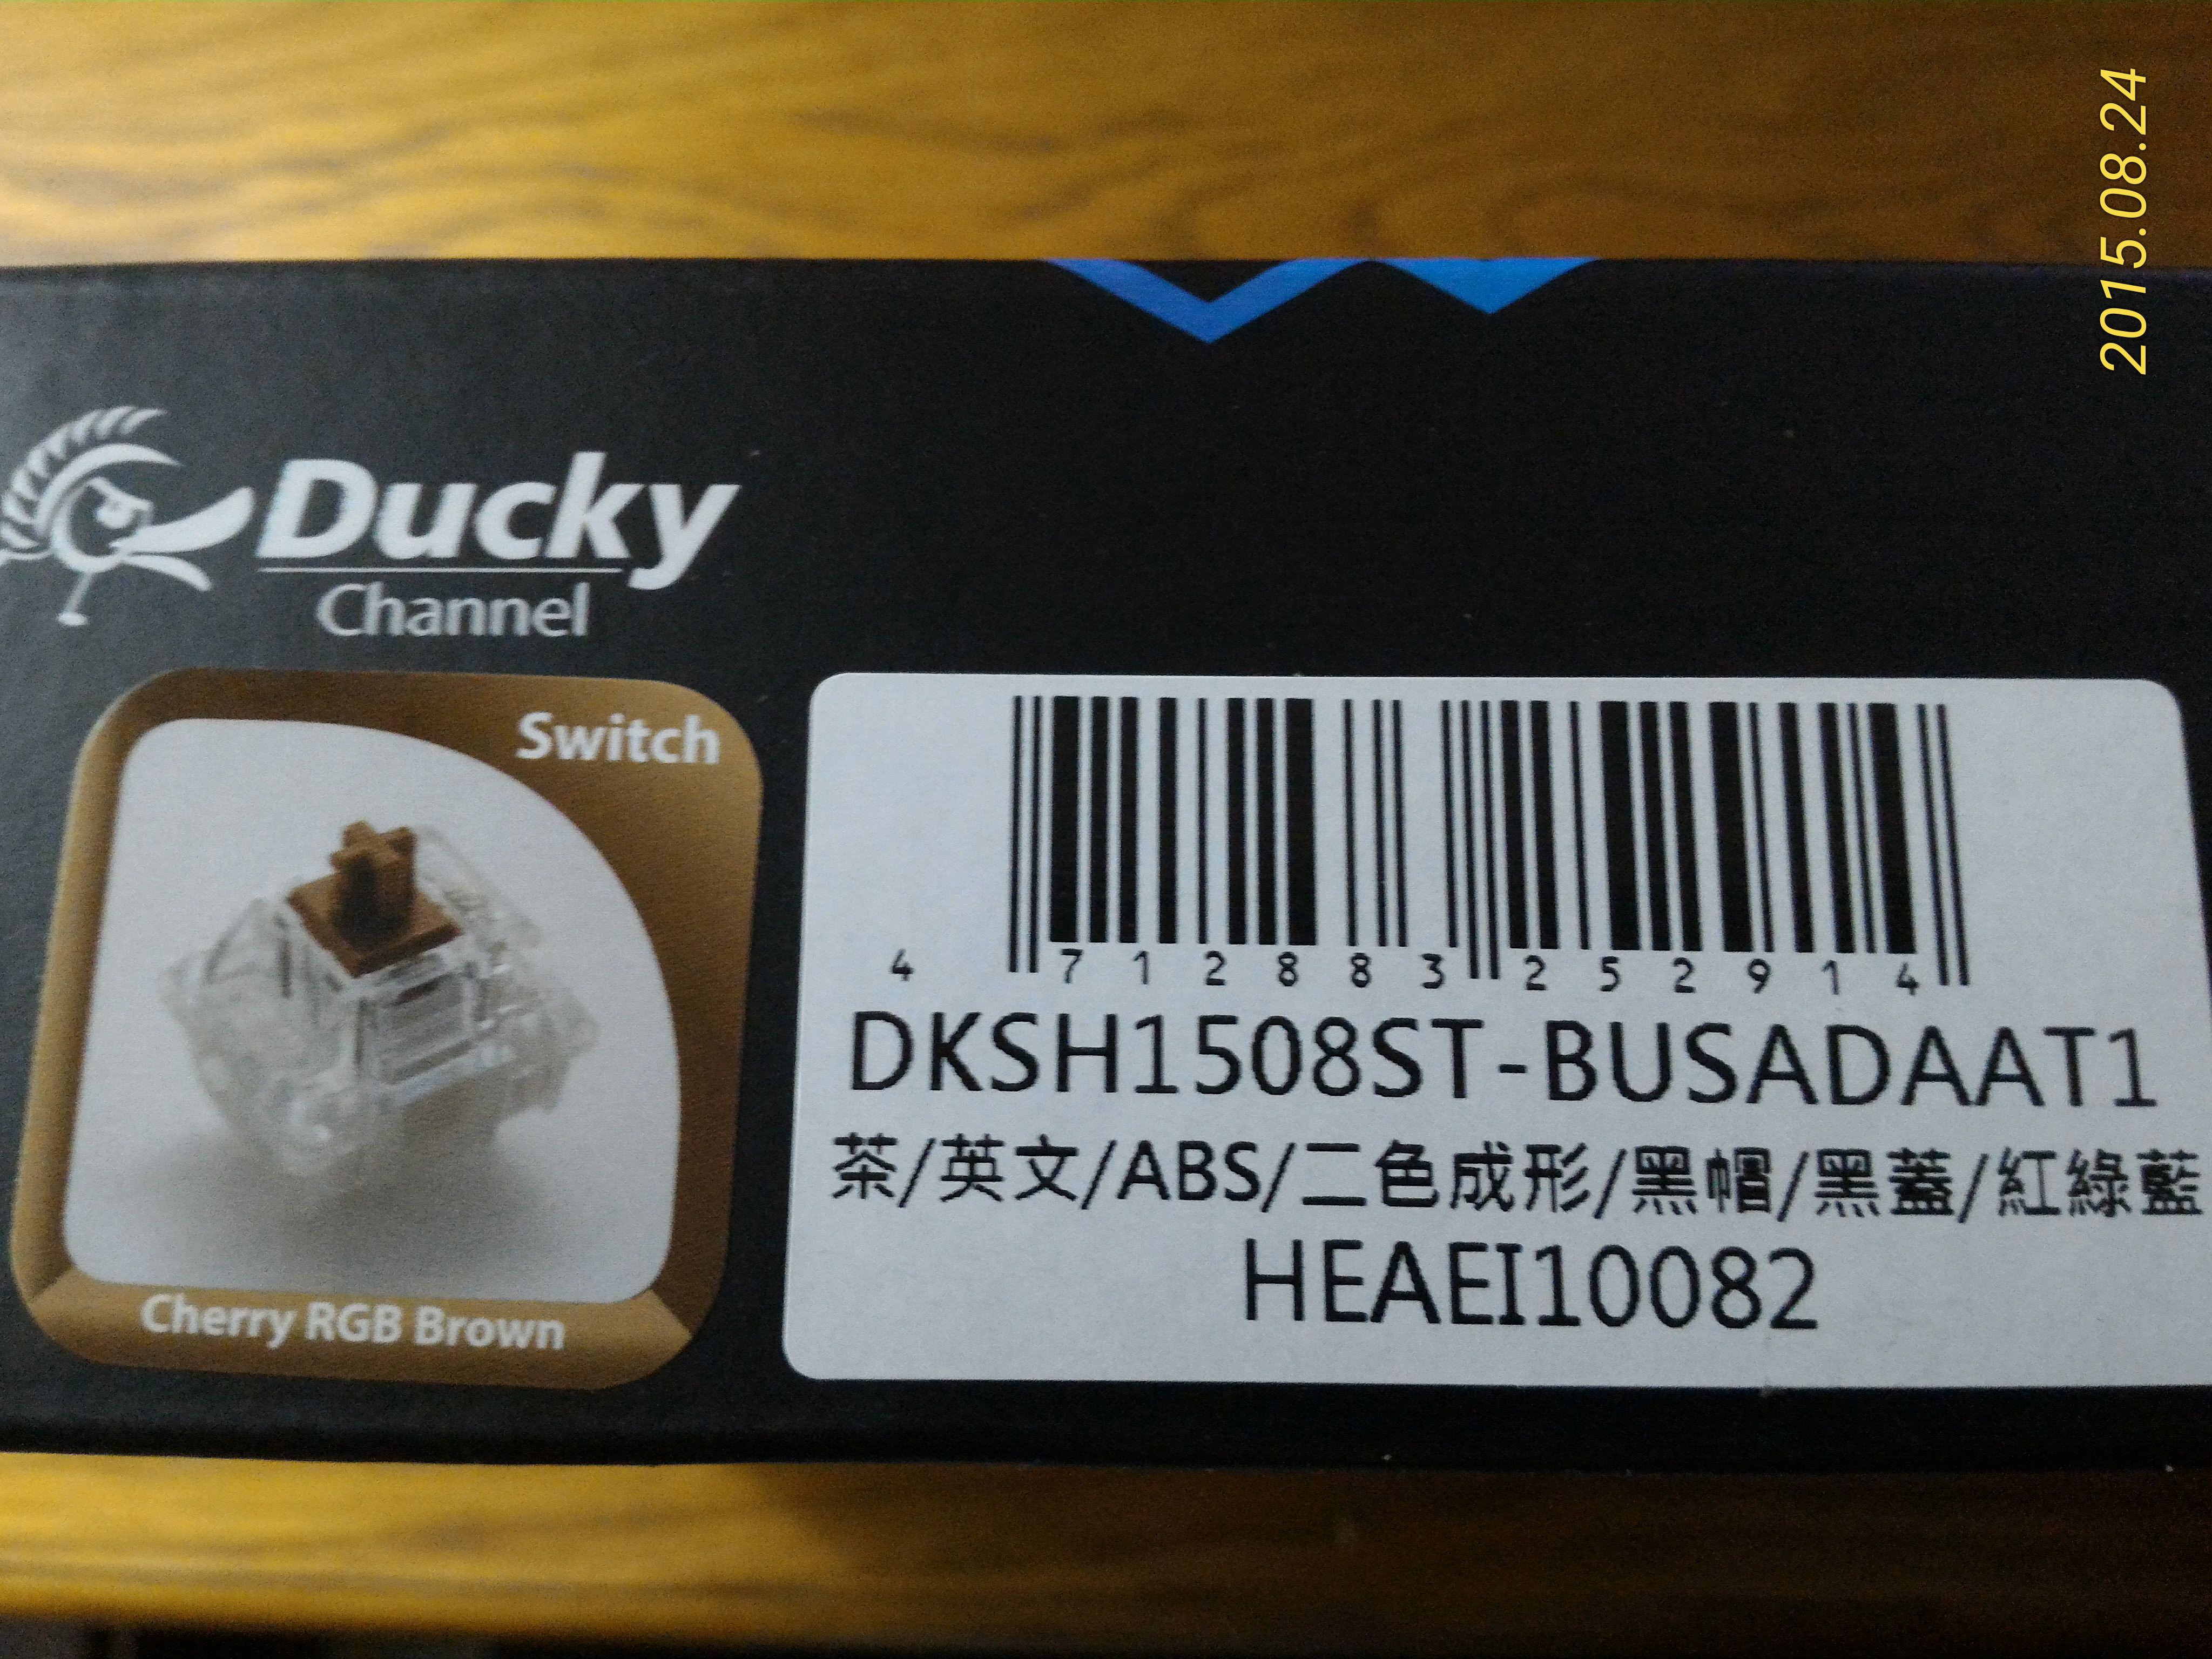 2015.08.24
Ducky
Channel
Switch
Cherry RGB Brown
4 712883 252914
DKSH1508ST-BUSADAAT1
茶/英文/ABS/二色成形/黑帽/黑蓋/紅綠藍
HEAEI10082